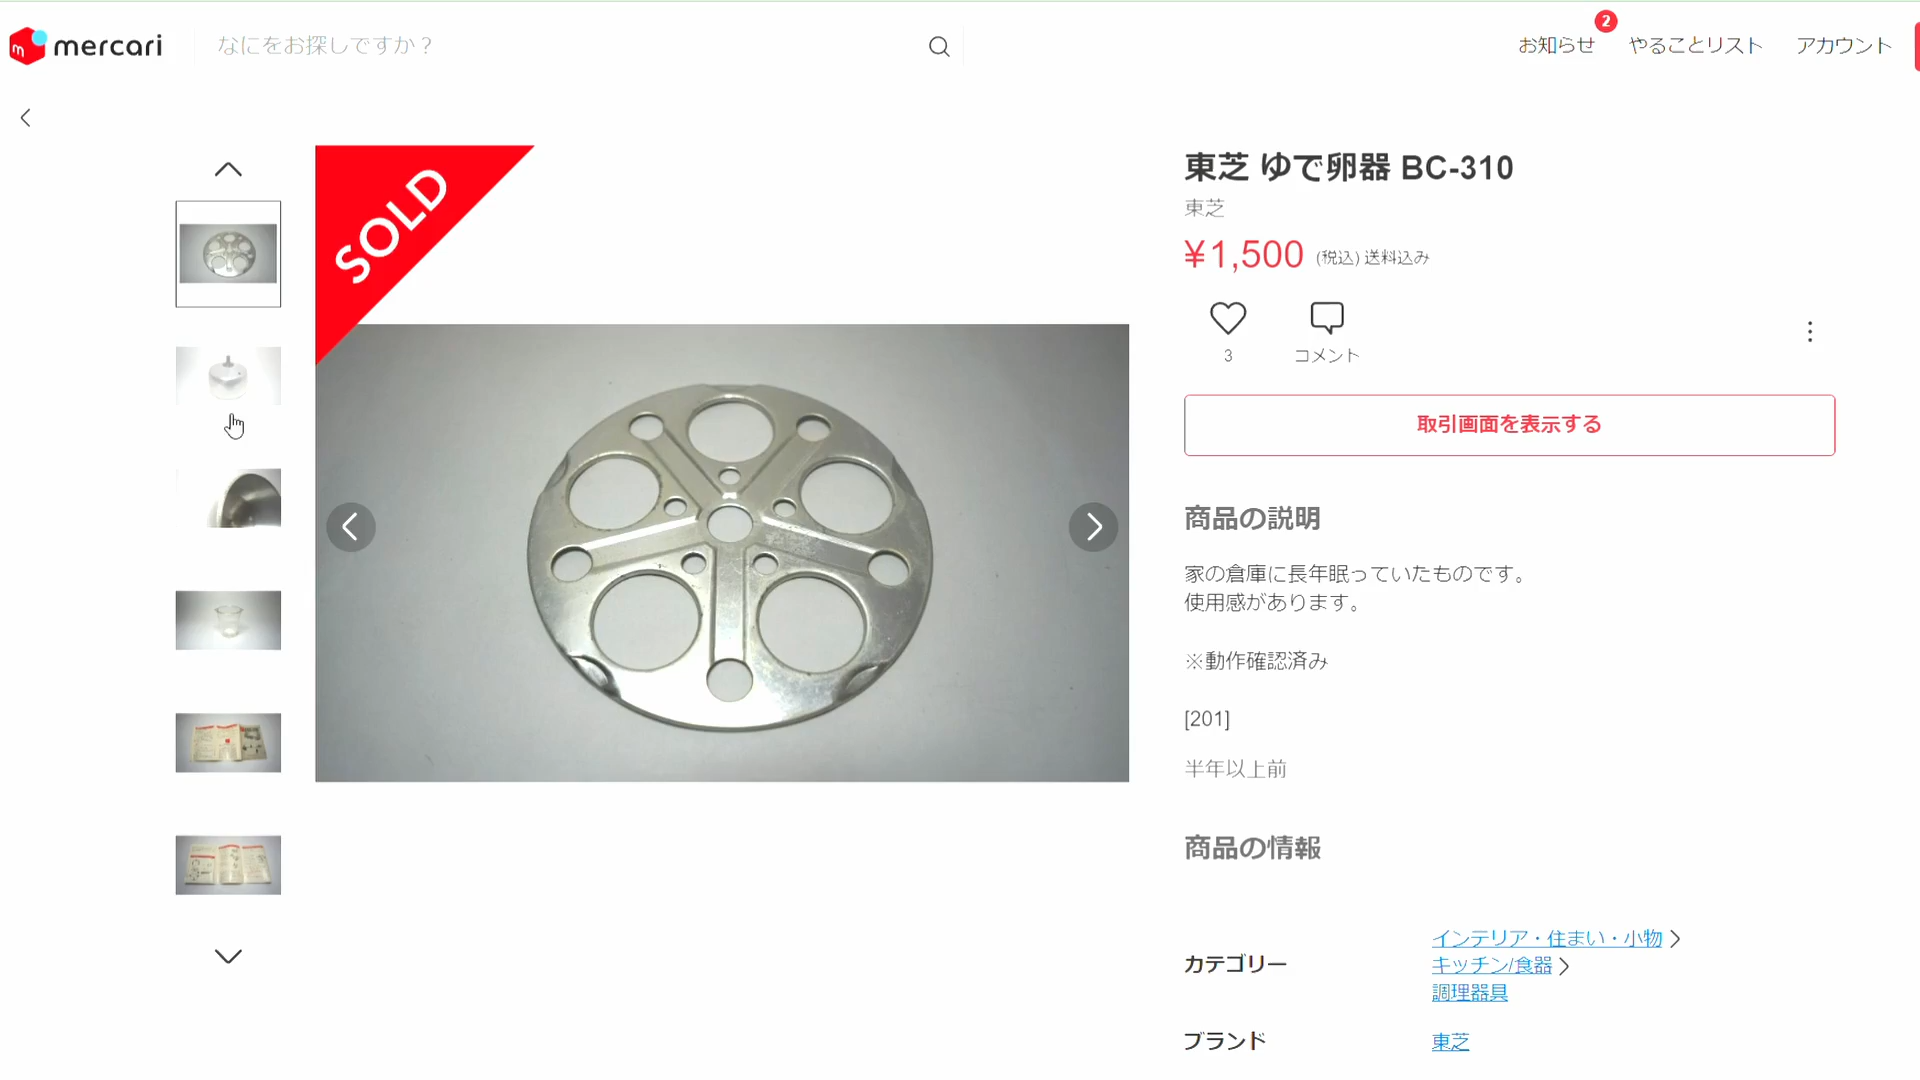 mercari
なにをお探しですか？
お知らせ
2
やることリスト
アカウント
SOLD
東芝 ゆで卵器 BC-310
東芝
¥1,500 (税込) 送料込み
3
コメント
取引画面を表示する
商品の説明
家の倉庫に長年眠っていたものです。
使用感があります。
※動作確認済み
[201]
半年以上前
商品の情報
カテゴリー
インテリア・住まい・小物
キッチン/食器
調理器具
ブランド
東芝